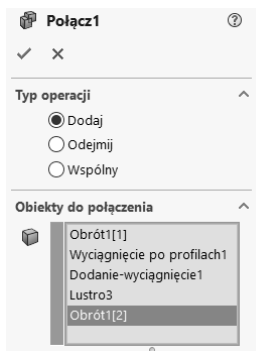 Połącz1
Typ operacji
Dodaj
Odejmij
Wspólny
Obiekty do połączenia
Obrót1[1]
Wyciągnięcie po profilach1
Dodanie-wyciągnięcie1
Lustro3
Obrót1[2]